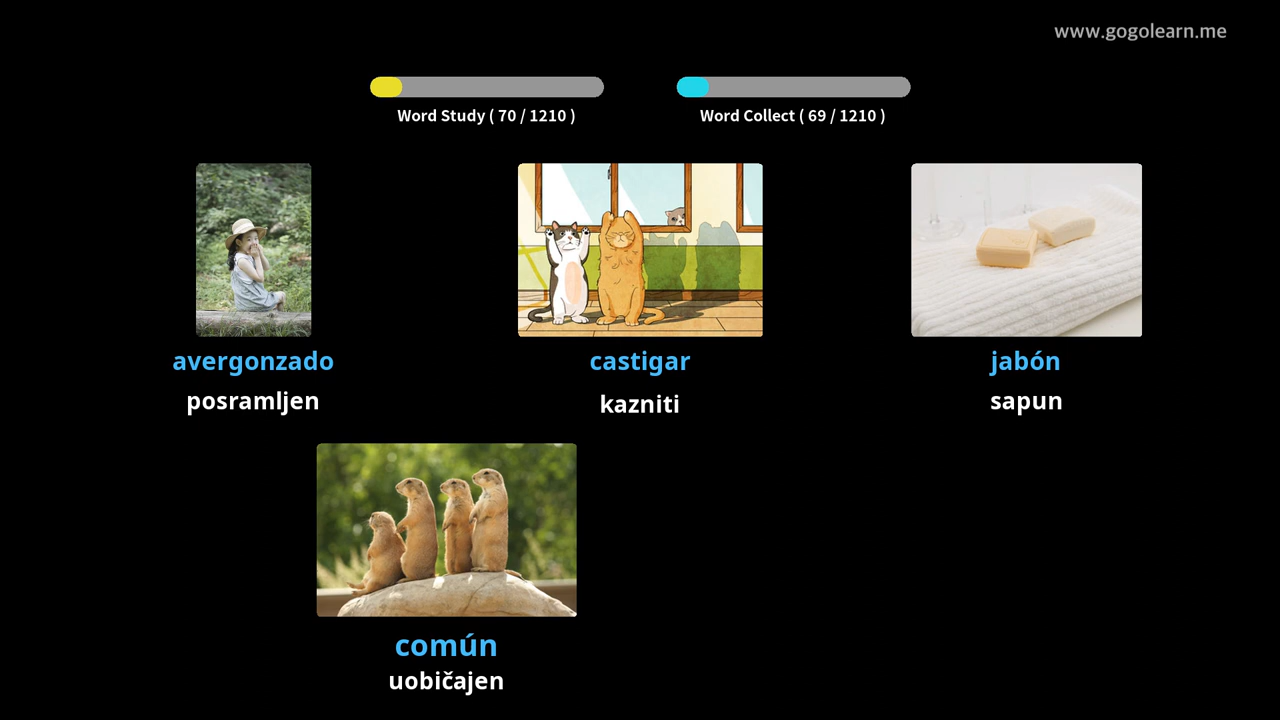 www.gogolearn.me
Word Study ( 70 / 1210 )
Word Collect ( 69 / 1210 )
avergonzado
posramljen
castigar
kazniti
jabón
sapun
común
uobičajen